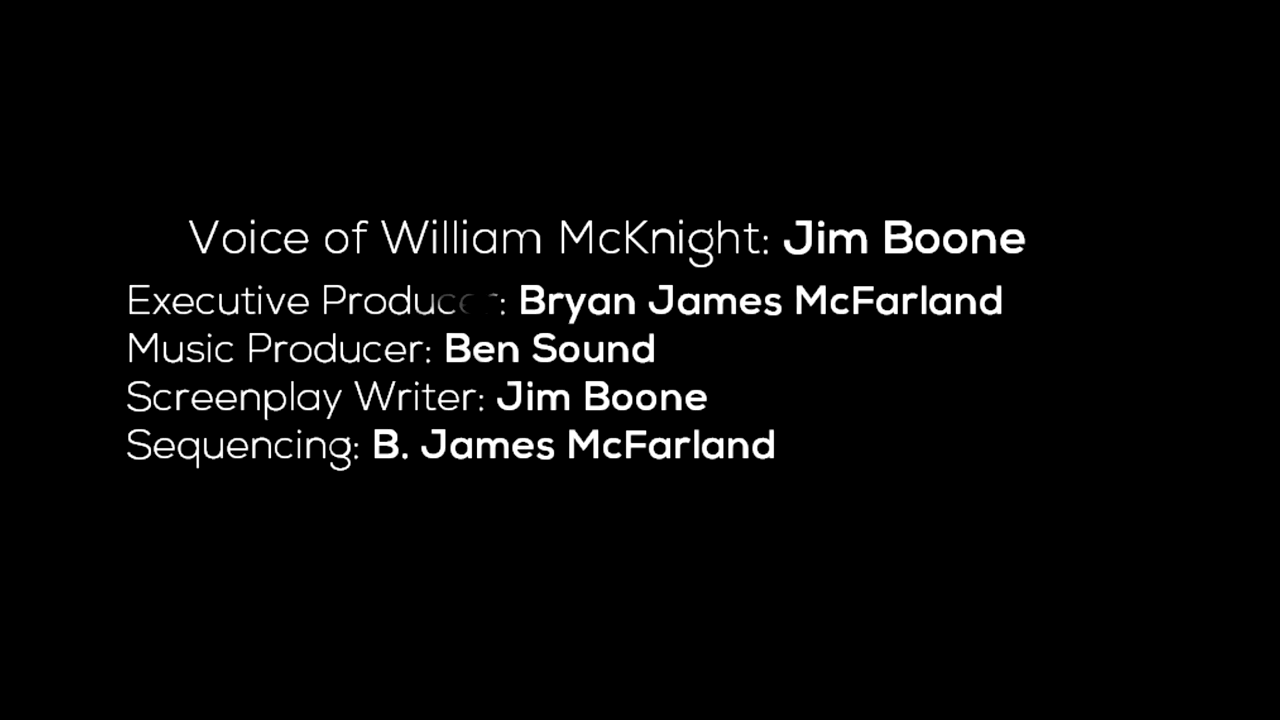 Voice of William McKnight: Jim Boone
Executive Producer: Bryan James McFarland
Music Producer: Ben Sound
Screenplay Writer: Jim Boone
Sequencing: B. James McFarland